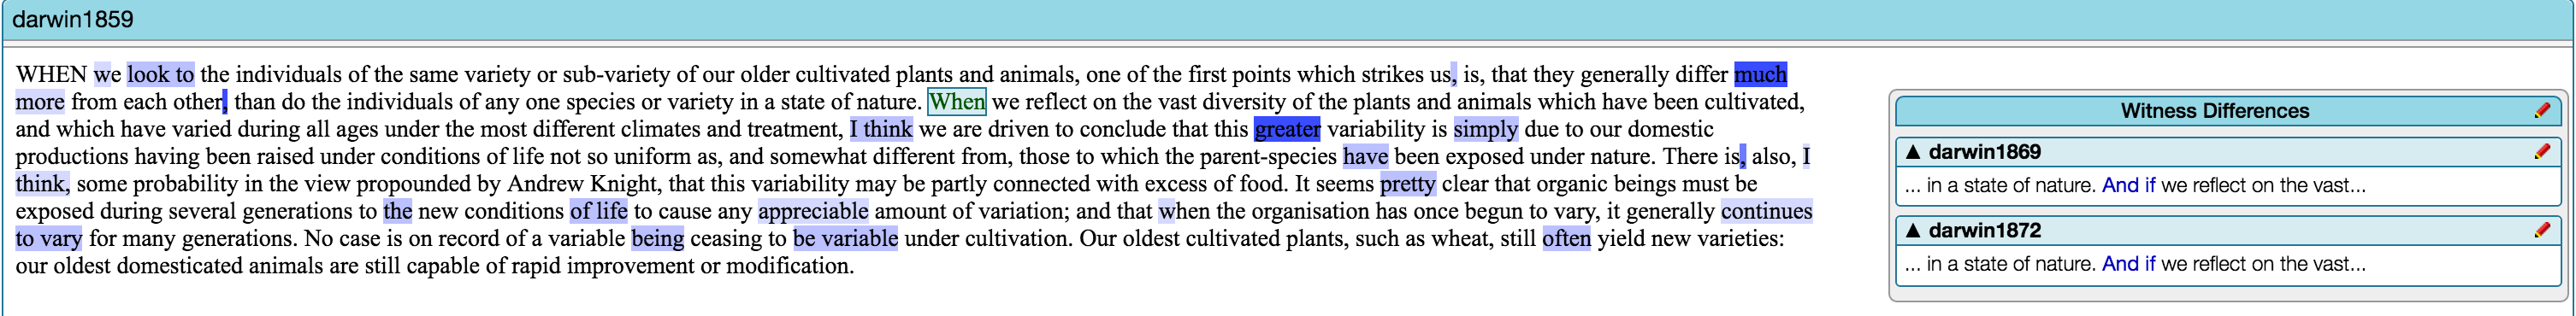 darwin1859
WHEN we look to the individuals of the same variety or sub-variety of our older cultivated plants and animals, one of the first points which strikes us, is, that they generally differ much
more from each other, than do the individuals of any one species or variety in a state of nature. When we reflect on the vast diversity of the plants and animals which have been cultivated,
and which have varied during all ages under the most different climates and treatment, I think we are driven to conclude that this greater variability is simply due to our domestic
productions having been raised under conditions of life not so uniform as, and somewhat different from, those to which the parent-species have been exposed under nature. There is, also, I
think, some probability in the view propounded by Andrew Knight, that this variability may be partly connected with excess of food. It seems pretty clear that organic beings must be
exposed during several generations to the new conditions of life to cause any appreciable amount of variation; and that when the organisation has once begun to vary, it generally continues
to vary for many generations. No case is on record of a variable being ceasing to be variable under cultivation. Our oldest cultivated plants, such as wheat, still often yield new varieties:
our oldest domesticated animals are still capable of rapid improvement or modification.
Witness Differences
▲ darwin1869
... in a state of nature. And if we reflect on the vast...
▲ darwin1872
... in a state of nature. And if we reflect on the vast...